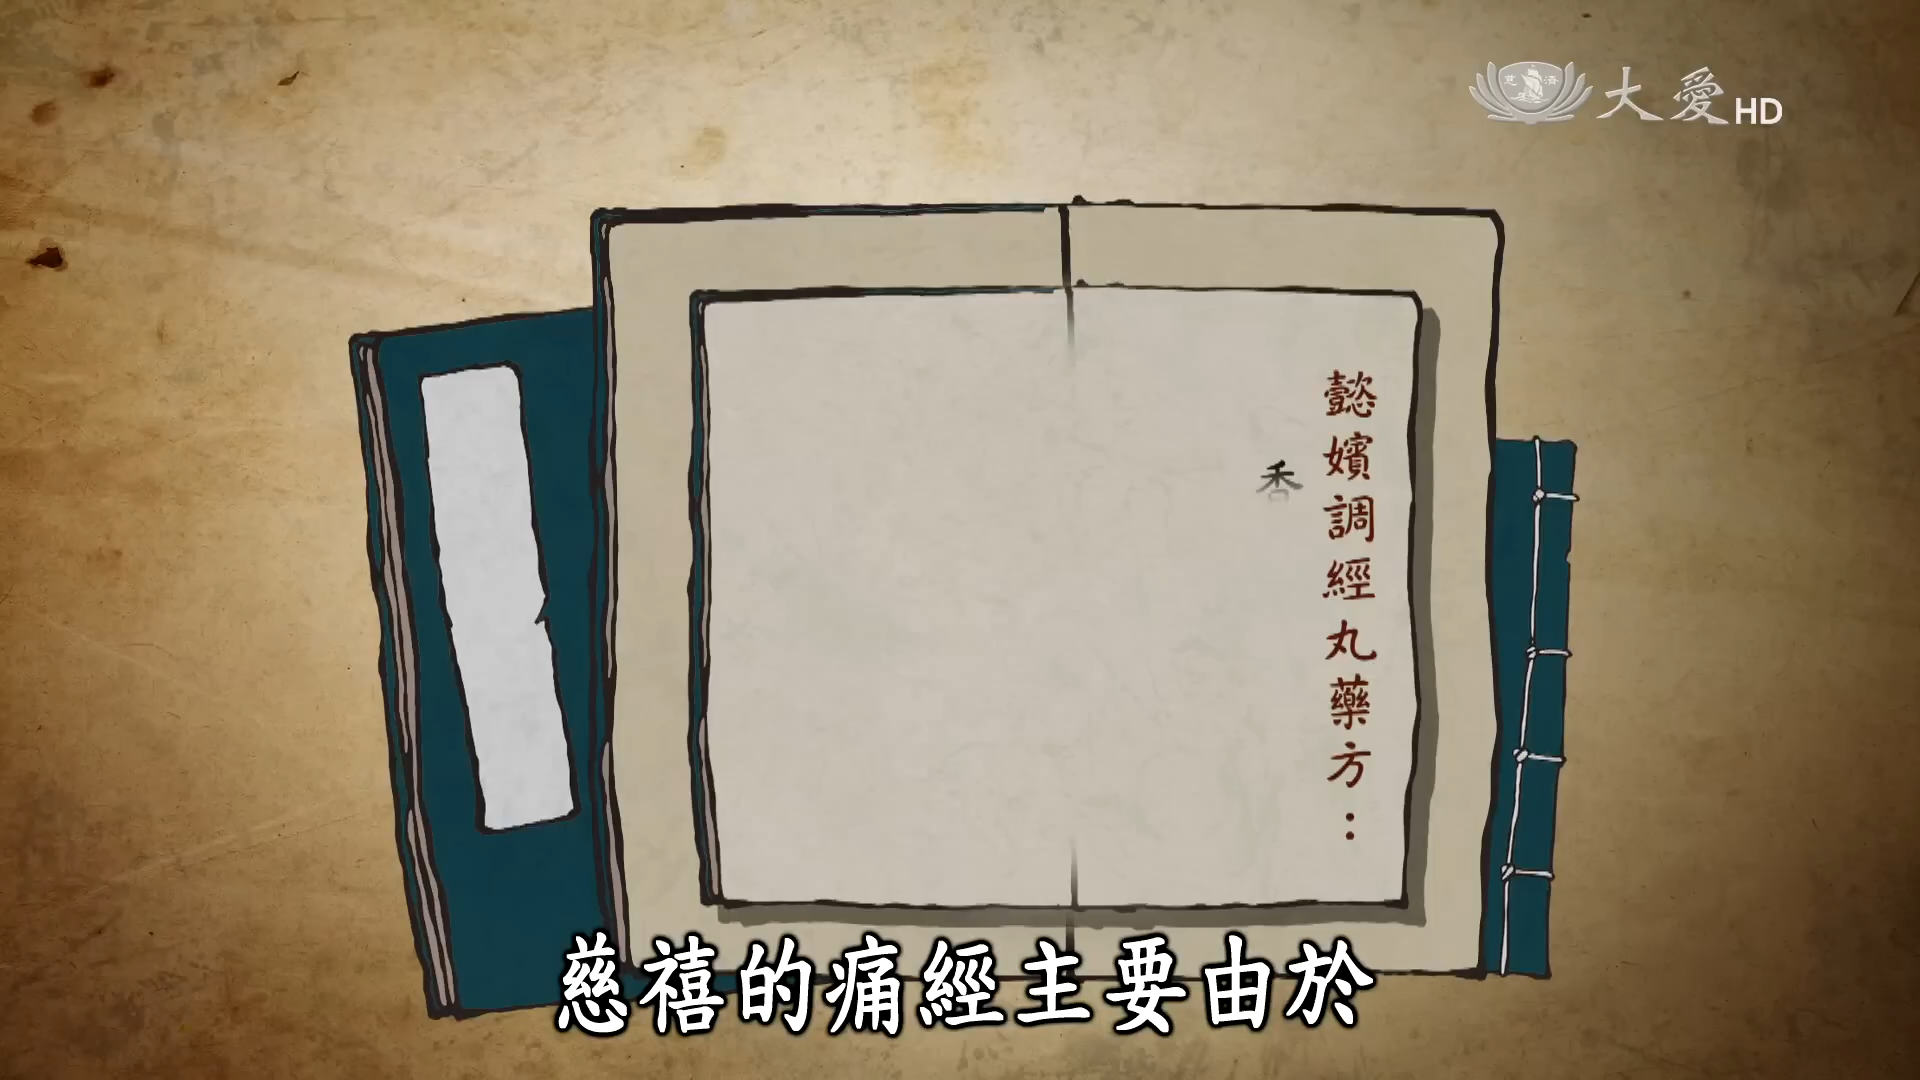 大愛HD
懿嬪調經丸藥方：
香
慈禧的痛經主要由於